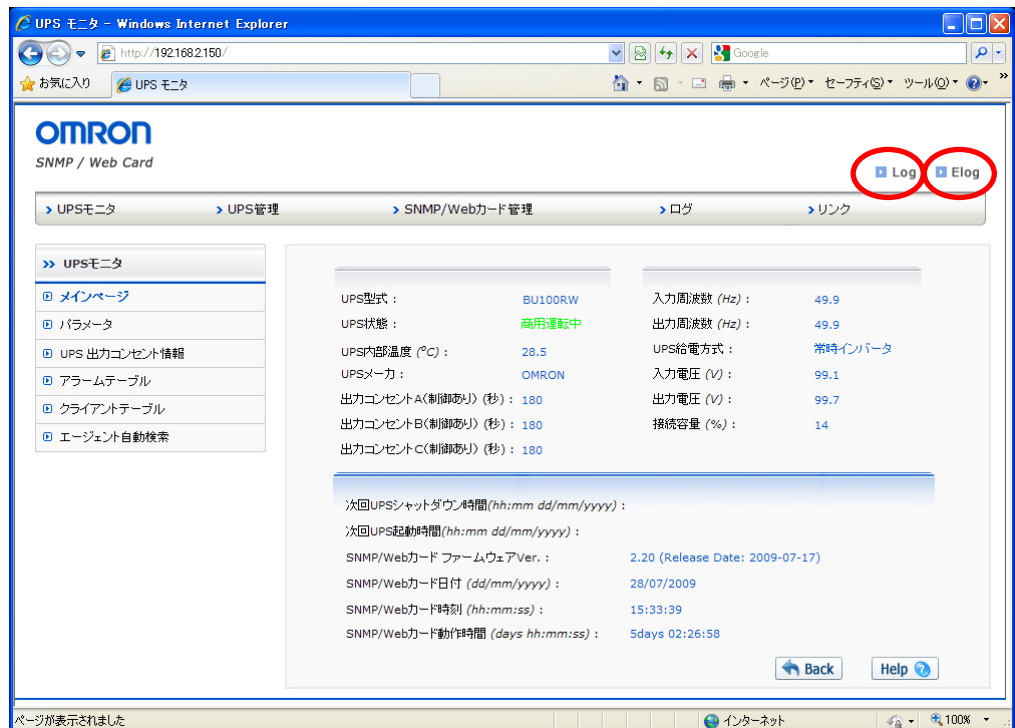 UPS モニタ - Windows Internet Explorer
http://192.168.2.150/
Google
お気に入り
UPS モニタ
ページ(P)
セーフティ(S)
ツール(O)
OMRON
SNMP / Web Card
Log
Elog
UPSモニタ
UPS管理
SNMP/Webカード管理
ログ
リンク
UPSモニタ
メインページ
パラメータ
UPS 出力コンセント情報
アラームテーブル
クライアントテーブル
エージェント自動検索
UPS型式 : BU100RW
UPS状態 : 商用運転中
UPS内部温度 (°C) : 28.5
UPSメーカ : OMRON
出力コンセントA(制御あり) (秒) : 180
出力コンセントB(制御あり) (秒) : 180
出力コンセントC(制御あり) (秒) : 180
入力周波数 (Hz) : 49.9
出力周波数 (Hz) : 49.9
UPS給電方式 : 常時インバータ
入力電圧 (V) : 99.1
出力電圧 (V) : 99.7
接続容量 (%) : 14
次回UPSシャットダウン時間(hh:mm dd/mm/yyyy) :
次回UPS起動時間(hh:mm dd/mm/yyyy) :
SNMP/Webカード ファームウェアVer. : 2.20 (Release Date: 2009-07-17)
SNMP/Webカード日付 (dd/mm/yyyy) : 28/07/2009
SNMP/Webカード時刻 (hh:mm:ss) : 15:33:39
SNMP/Webカード動作時間 (days hh:mm:ss) : 5days 02:26:58
Back
Help
ページが表示されました
インターネット
100%